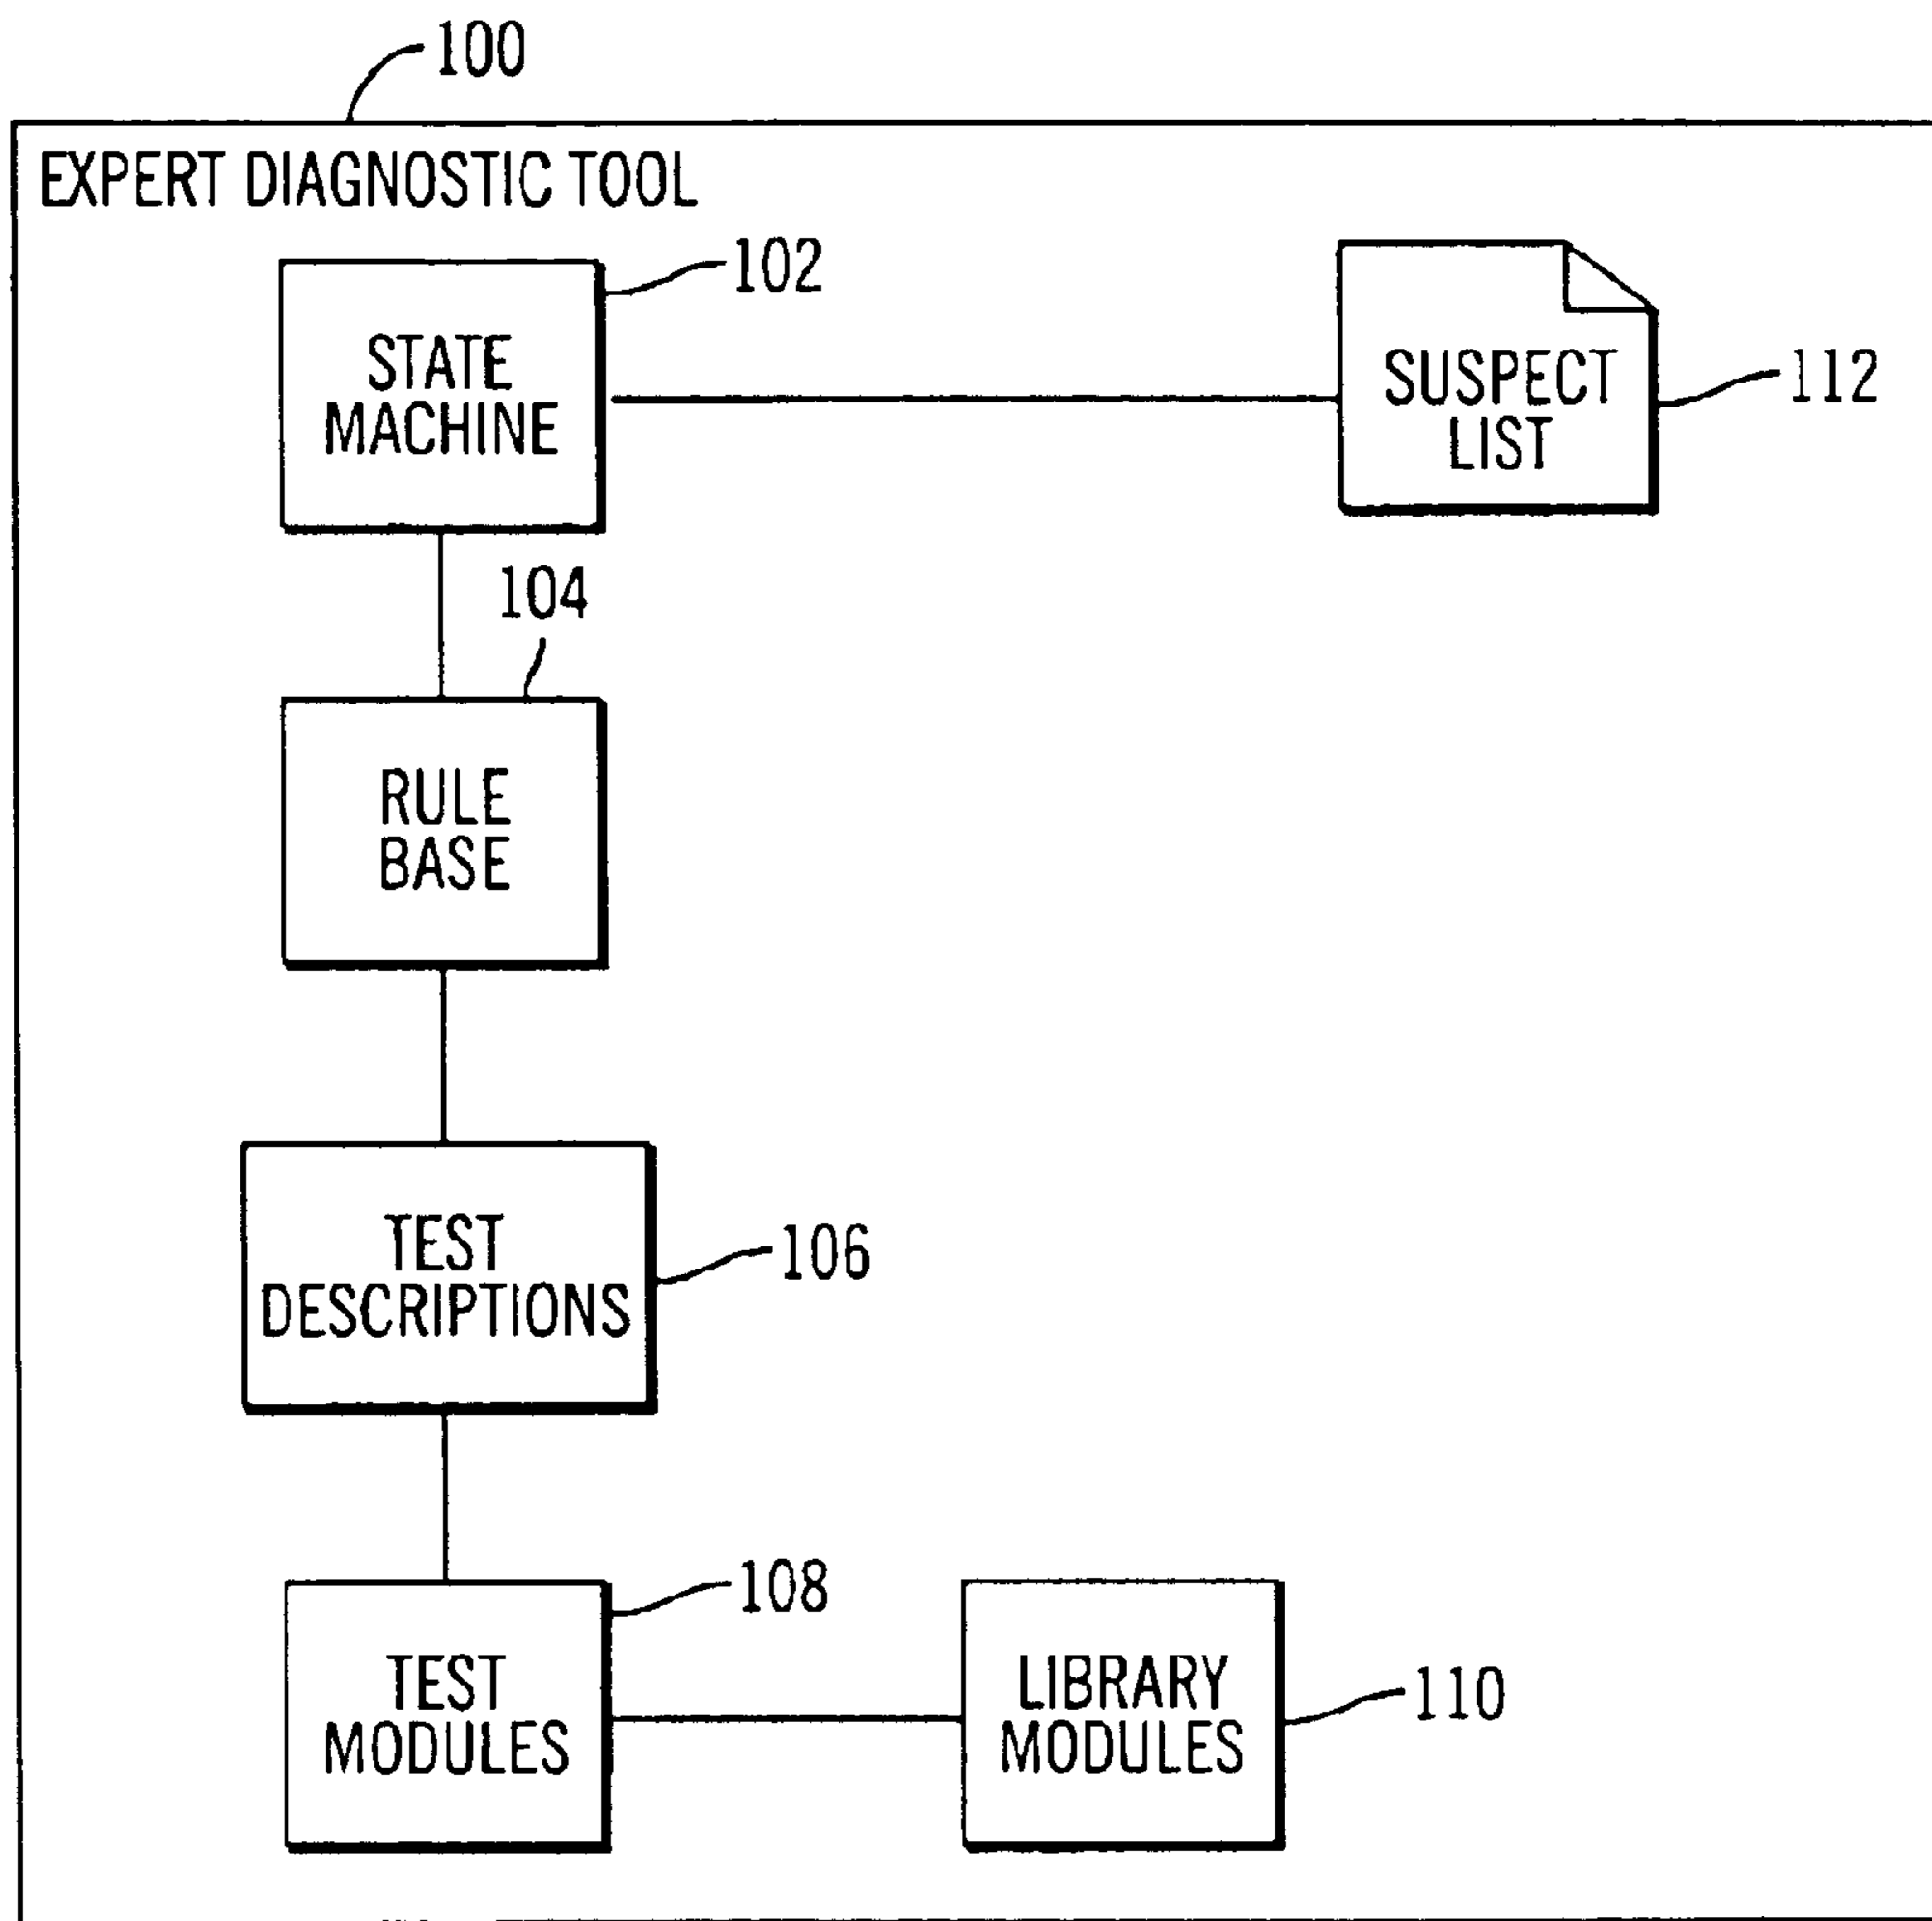 100
EXPERT DIAGNOSTIC TOOL
102
STATE
MACHINE
SUSPECT
LIST
112
104
RULE
BASE
TEST
DESCRIPTIONS
106
108
TEST
MODULES
LIBRARY
MODULES
110